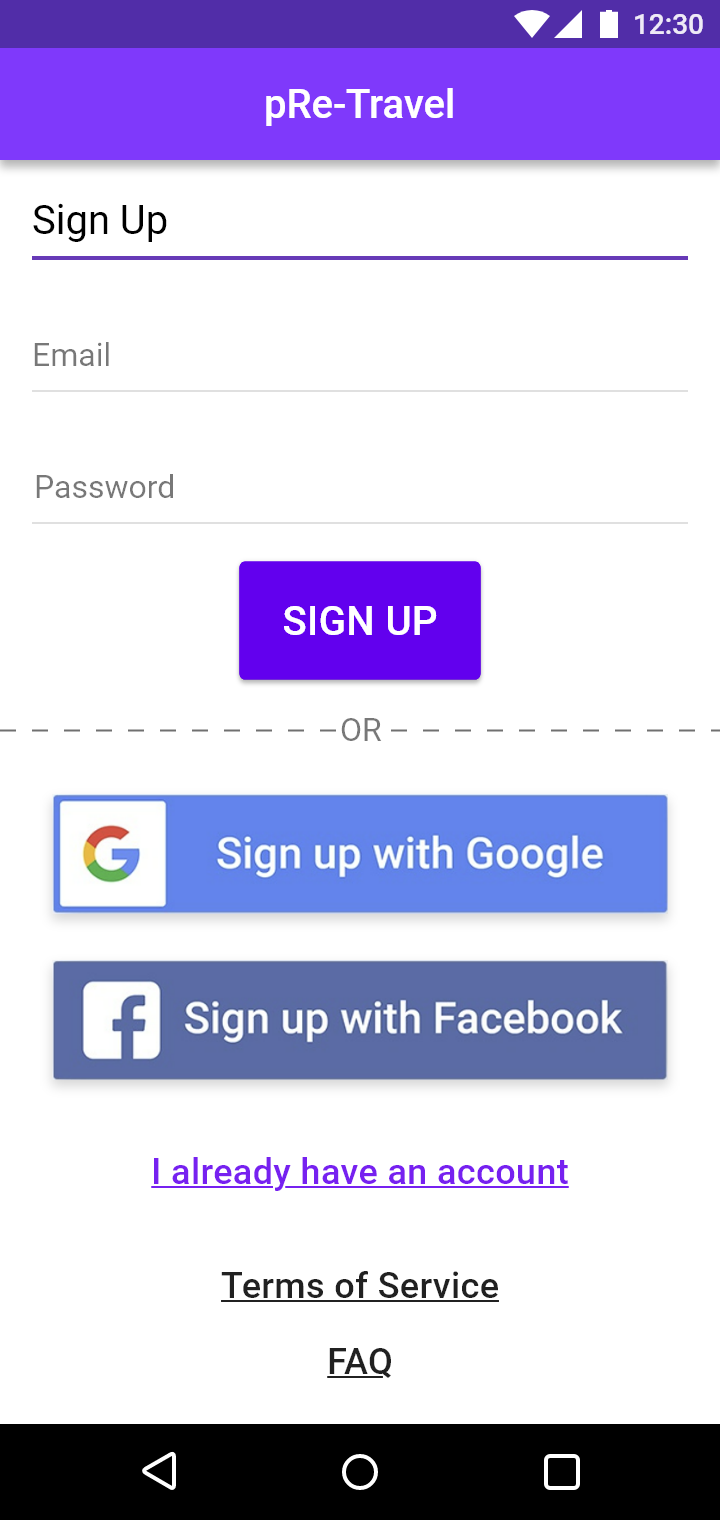 12:30
pRe-Travel
Sign Up
Email
Password
SIGN UP
OR
Sign up with Google
Sign up with Facebook
I already have an account
Terms of Service
FAQ